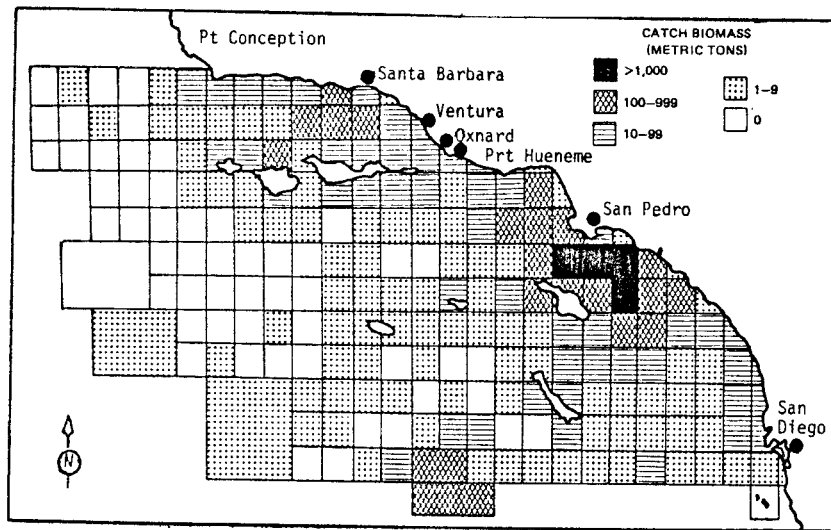 Pt Conception
CATCH BIOMASS
(METRIC TONS)
>1,000
100-999
10-99
1-9
0
Santa Barbara
Ventura
Oxnard
Prt Hueneme
San Pedro
San
Diego
N